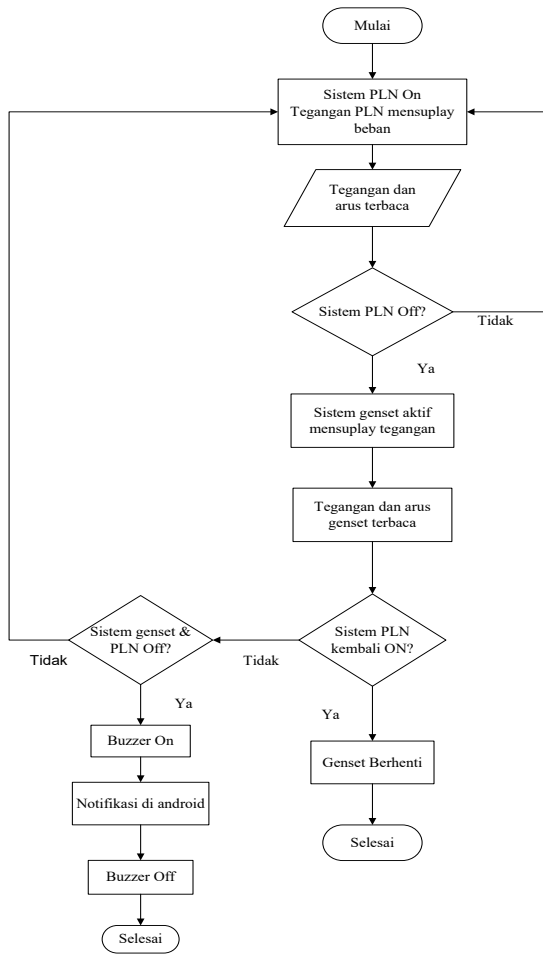 Mulai
Sistem PLN On
Tegangan PLN mensuplay
beban
Tegangan dan
arus terbaca
Sistem PLN Off?
Tidak
Ya
Sistem genset aktif
mensuplay tegangan
Tegangan dan arus
genset terbaca
Sistem PLN
kembali ON?
Tidak
Sistem genset &
PLN Off?
Tidak
Ya
Buzzer On
Notifikasi di android
Buzzer Off
Selesai
Ya
Genset Berhenti
Selesai